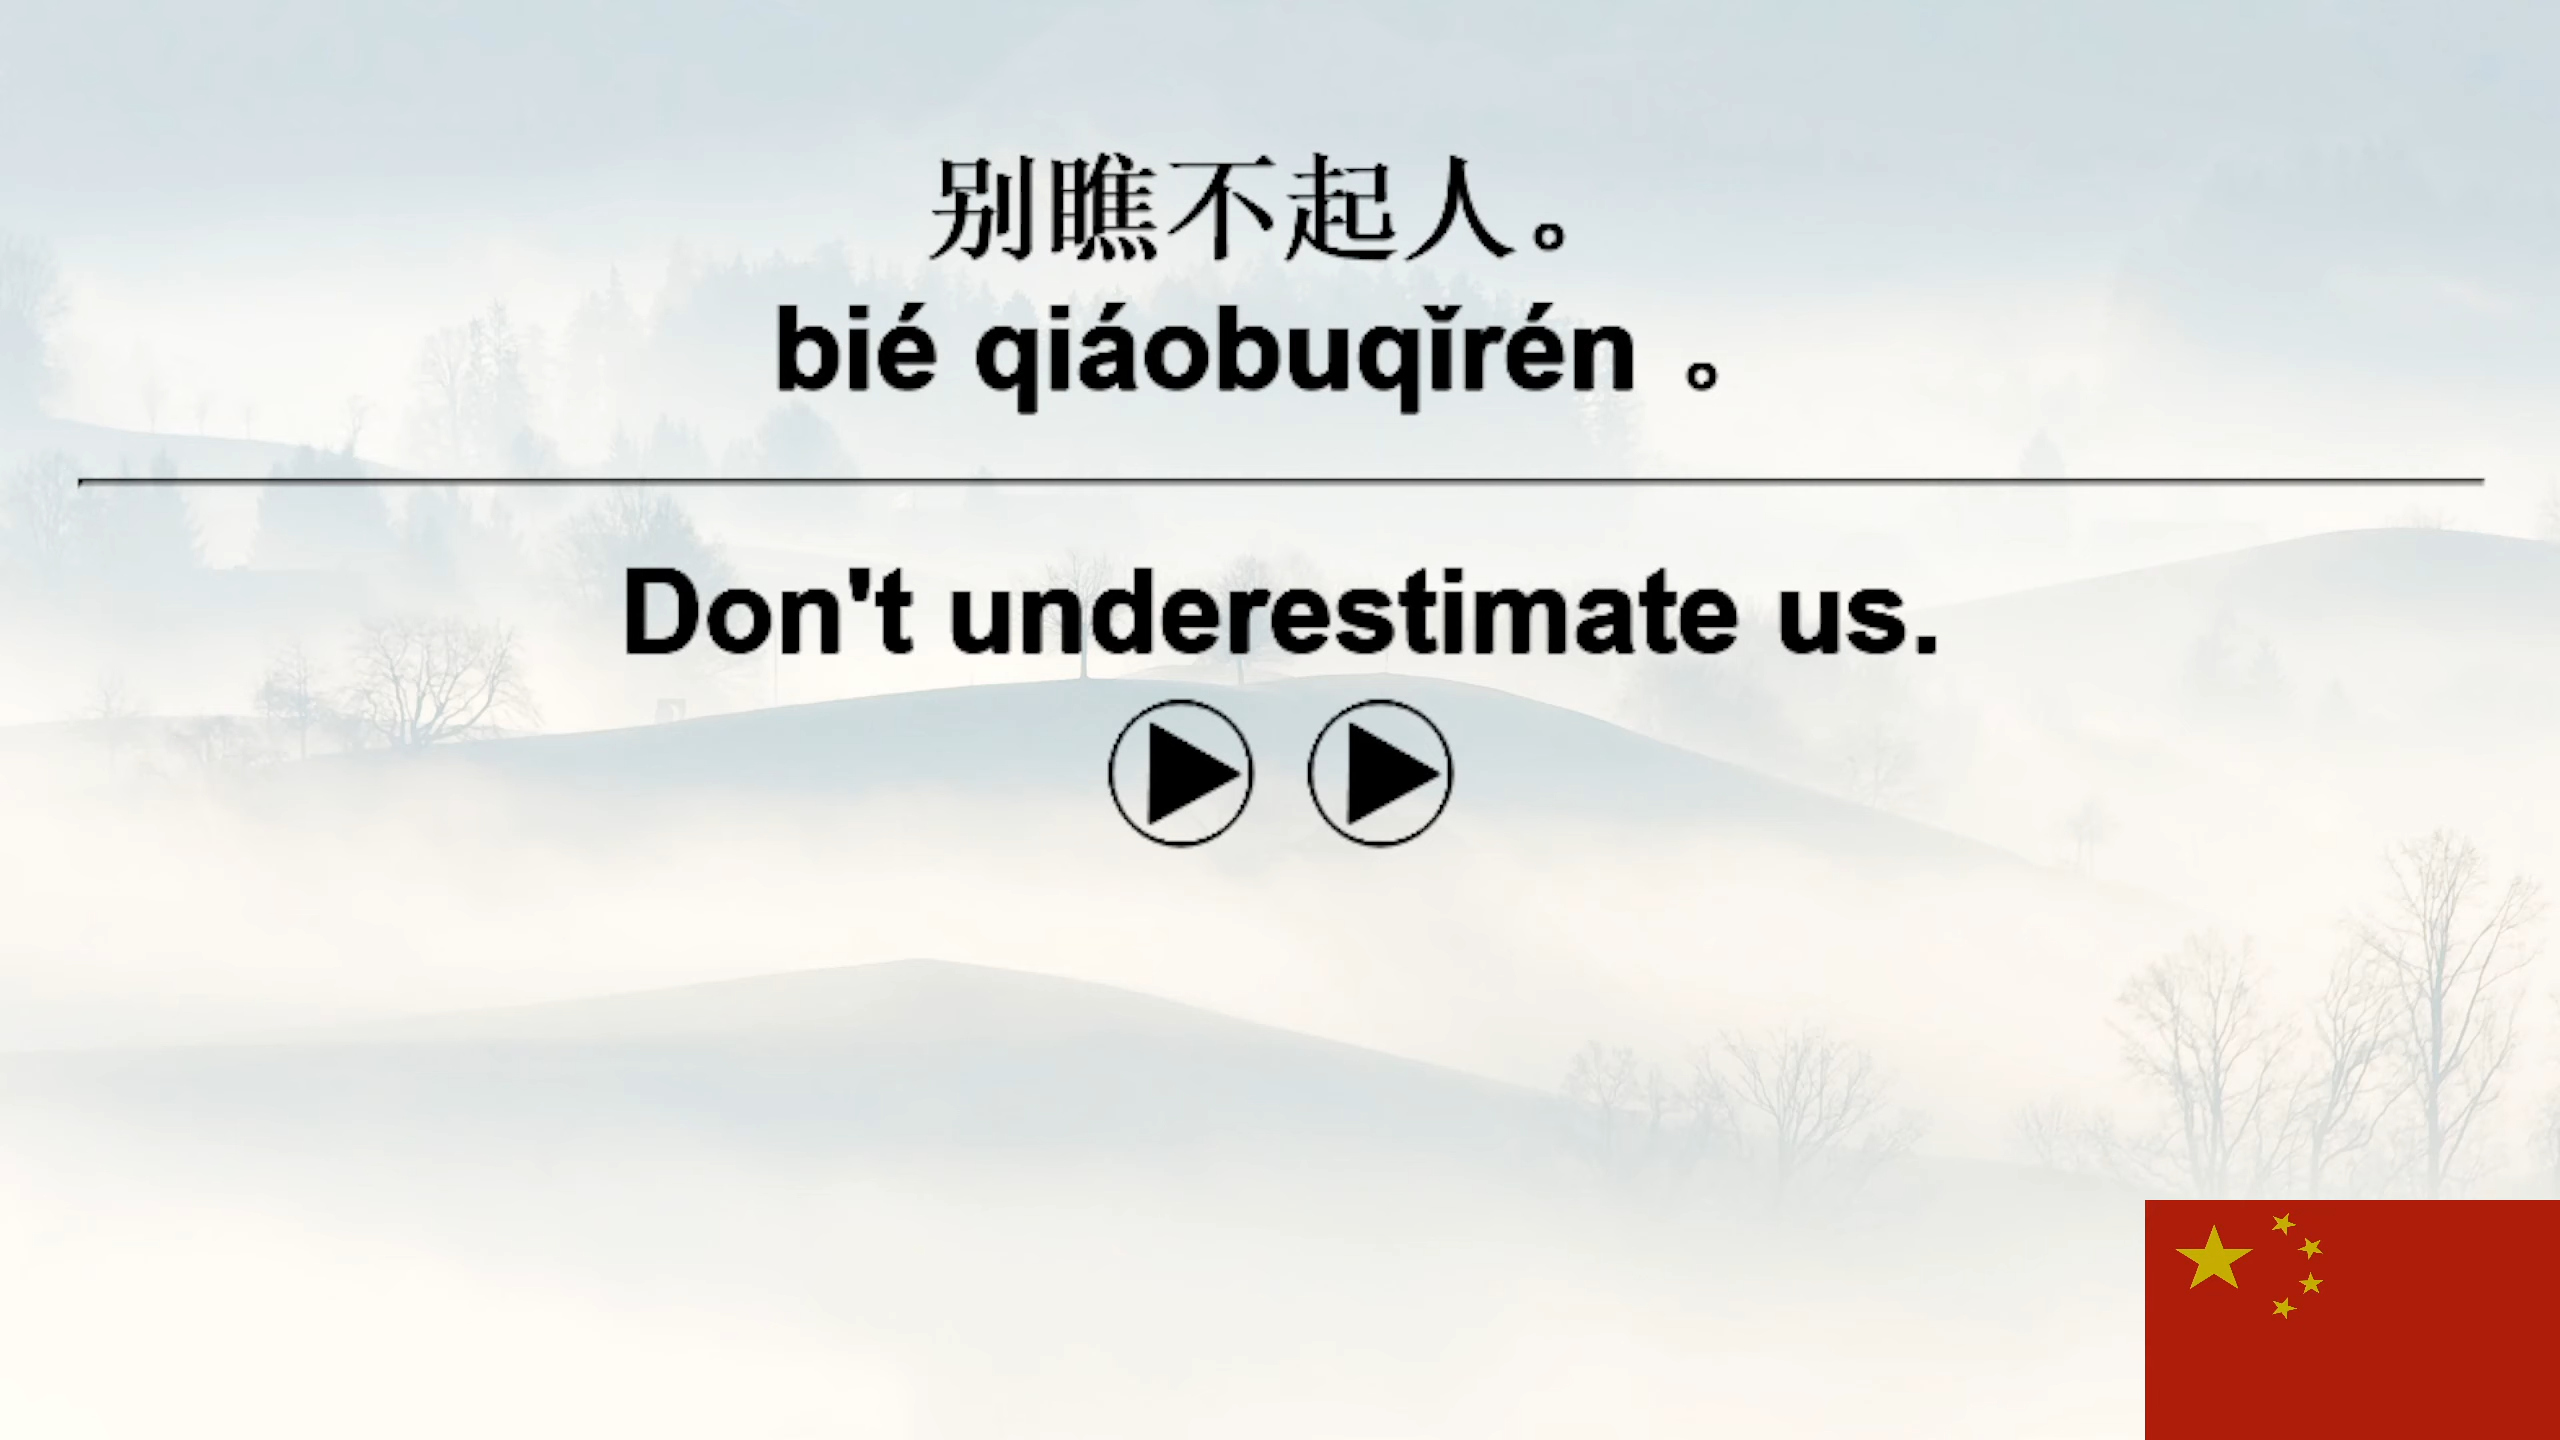 别瞧不起人。
bié qiáobuqǐrén 。
Don't underestimate us.